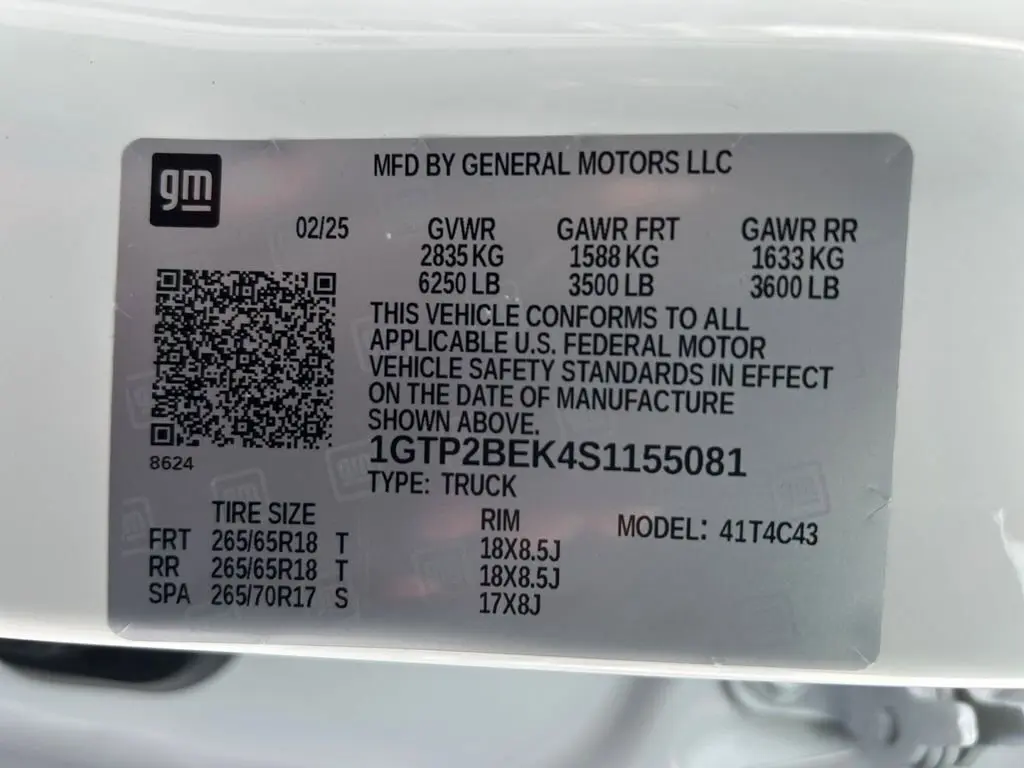 gm
MFD BY GENERAL MOTORS LLC
02/25 GVWR GAWR FRT GAWR RR
2835 KG 1588 KG 1633 KG
6250 LB 3500 LB 3600 LB
THIS VEHICLE CONFORMS TO ALL
APPLICABLE U.S. FEDERAL MOTOR
VEHICLE SAFETY STANDARDS IN EFFECT
ON THE DATE OF MANUFACTURE
SHOWN ABOVE.
1GTP2BEK4S1155081
8624
TYPE: TRUCK
TIRE SIZE RIM MODEL: 41T4C43
FRT 265/65R18 T 18X8.5J
RR 265/65R18 T 18X8.5J
SPA 265/70R17 S 17X8J